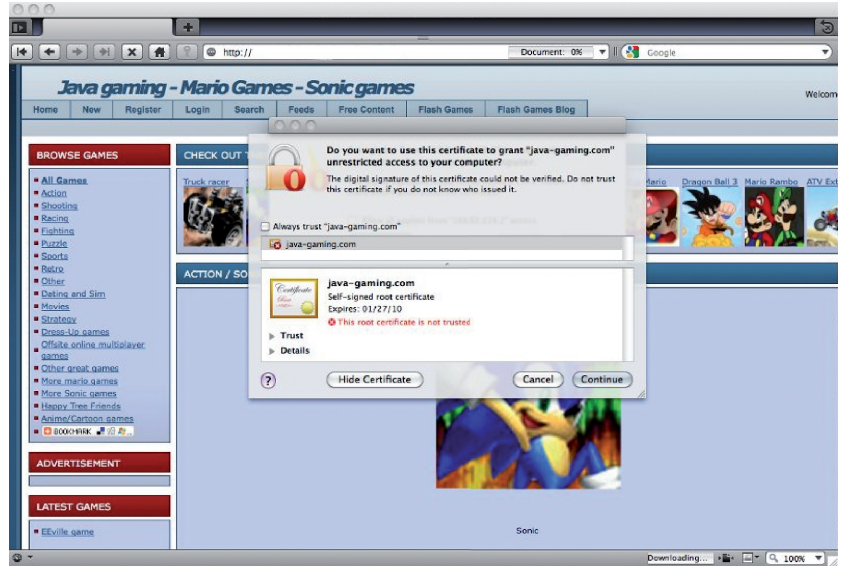 http://
Document: 0%
Google
Java gaming - Mario Games - Sonic games
Welcom
Home New Register Login Search Feeds Free Content Flash Games Flash Games Blog
BROWSE GAMES
All Games
Action
Shooting
Racing
Fighting
Puzzle
Sports
Retro
Other
Dating and Sim
Movies
Strategy
Dress-Up games
Offsite online multiplayer
games
Other great games
More mario games
More Sonic games
Happy Tree Friends
Anime/Cartoon games
BOOKMARK
ADVERTISEMENT
LATEST GAMES
EEville game
CHECK OUT T
Truck racer
Mario Dragon Ball 3 Mario Rambo ATV Ext
ACTION / SO
Do you want to use this certificate to grant "java-gaming.com"
unrestricted access to your computer?
The digital signature of this certificate could not be verified. Do not trust
this certificate if you do not know who issued it.
Always trust "java-gaming.com"
java-gaming.com
Certificate
Root
java-gaming.com
Self-signed root certificate
Expires: 01/27/10
This root certificate is not trusted
Trust
Details
? Hide Certificate Cancel Continue
Sonic
Downloading... 100%